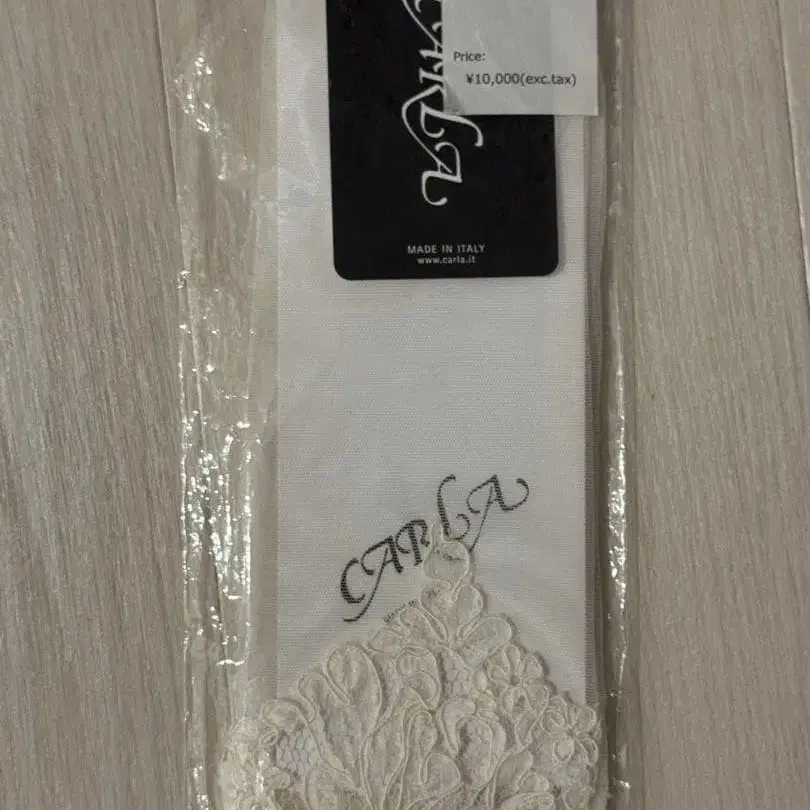 Price:
¥10,000(exc.tax)
CARLA
MADE IN ITALY
www.carla.it
CARLA